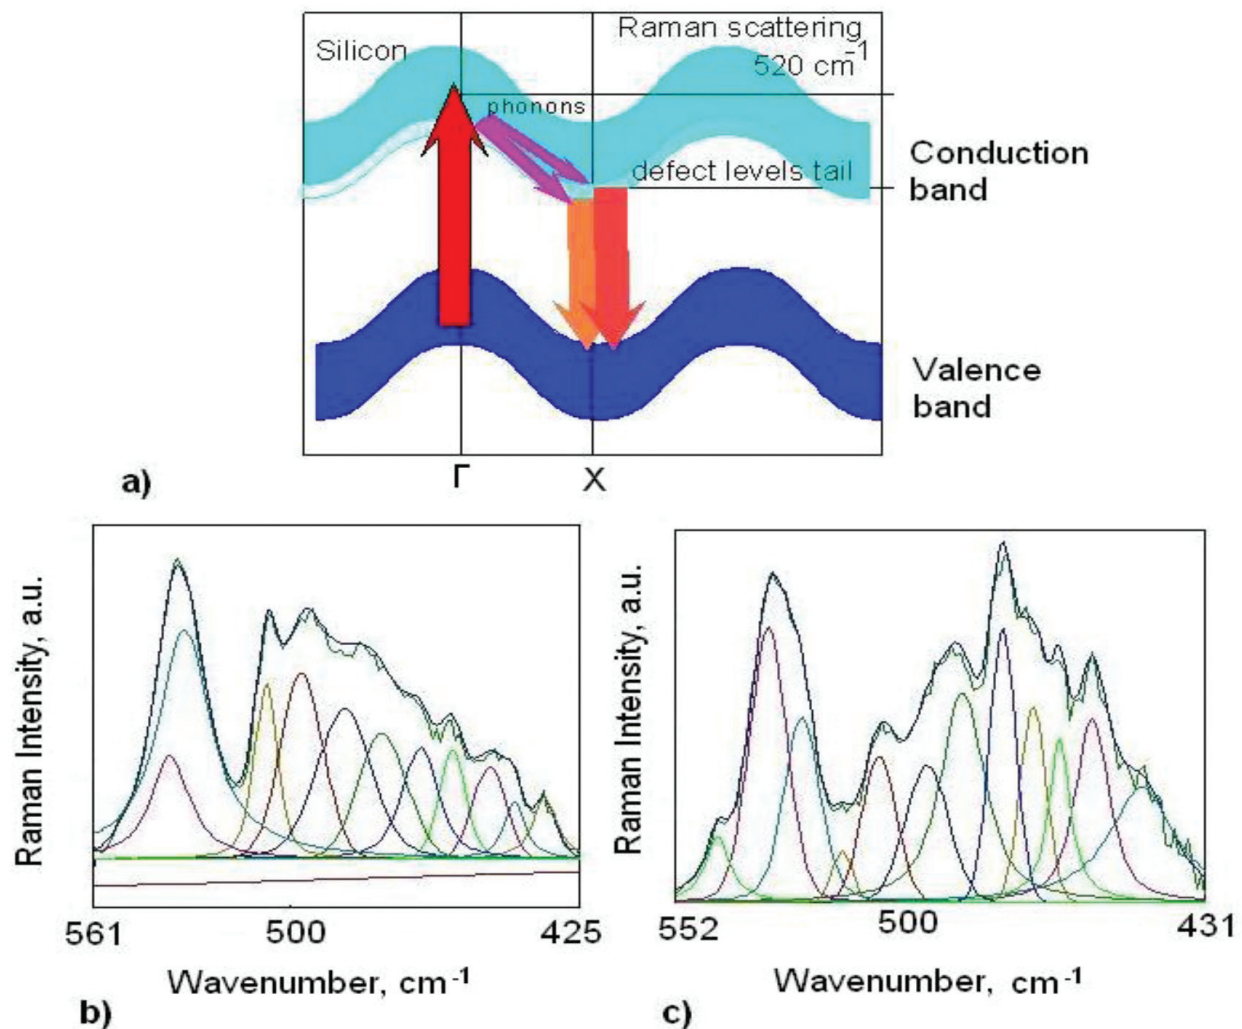 Silicon
Raman scattering
520 cm-1
phonons
defect levels tail
Conduction
band
Valence
band
Γ
X
a)
Raman Intensity, a.u.
561
500
425
Wavenumber, cm-1
b)
Raman Intensity, a.u.
552
500
431
Wavenumber, cm-1
c)